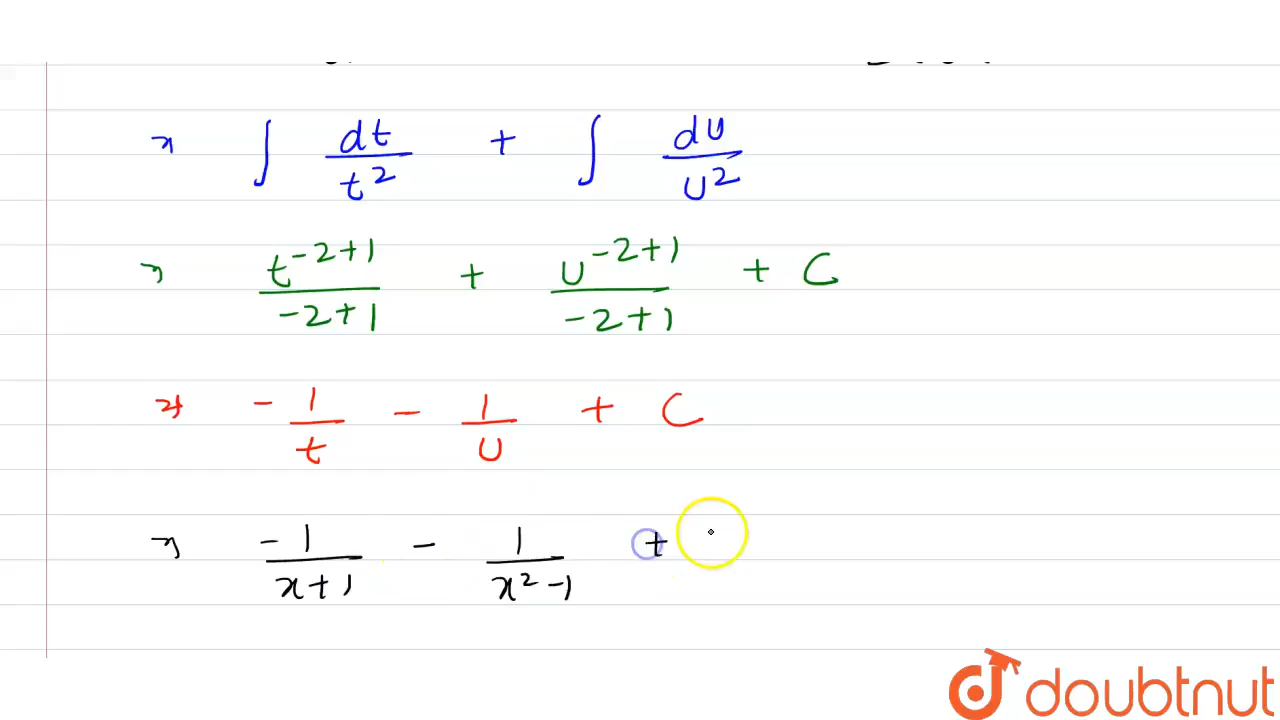 ⇒ ∫ dt/t² + ∫ du/u²
⇒ t^(-2+1)/(-2+1) + u^(-2+1)/(-2+1) + C
⇒ -1/t - 1/u + C
⇒ -1/(x+1) - 1/(x²-1) +
doubtnut